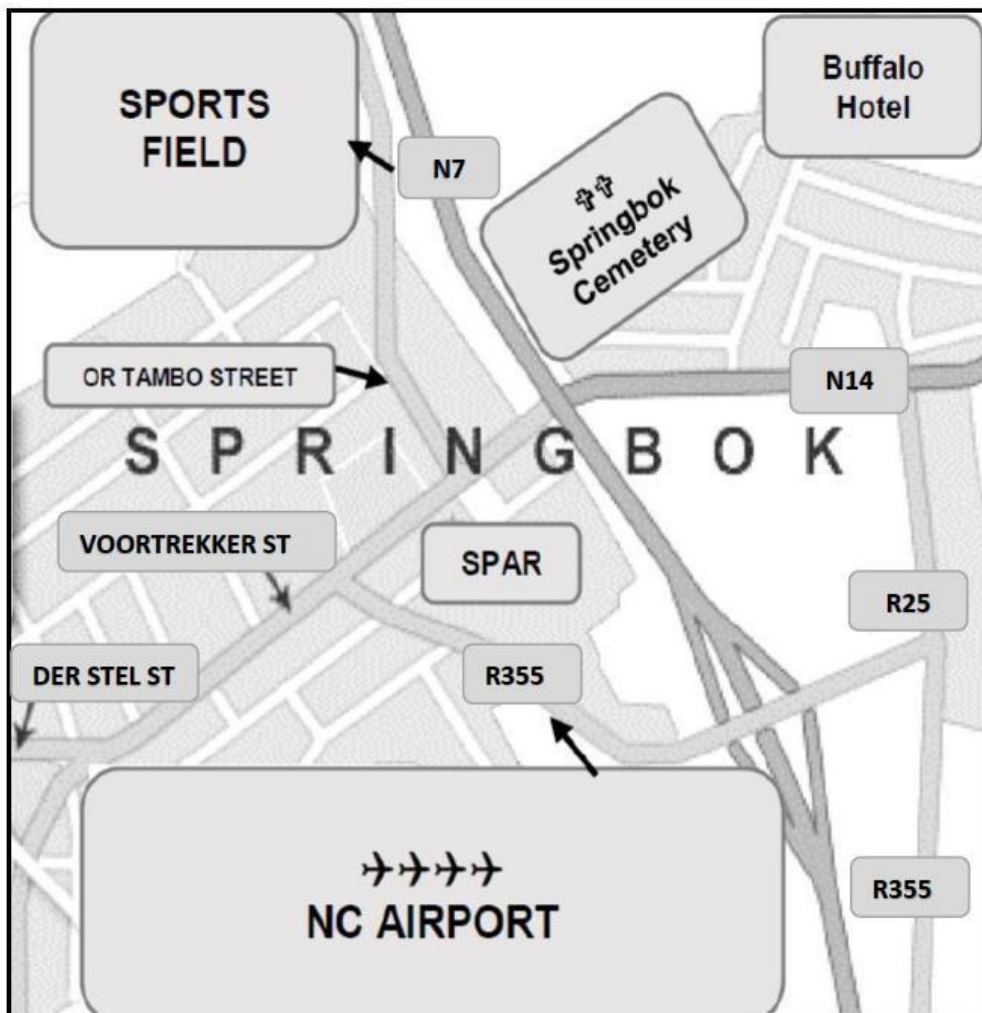 SPORTS
FIELD
Buffalo
Hotel
N7
Springbok
Cemetery
OR TAMBO STREET
N14
SPRINGBOK
VOORTREKKER ST
SPAR
R25
DER STEL ST
R355
NC AIRPORT
R355